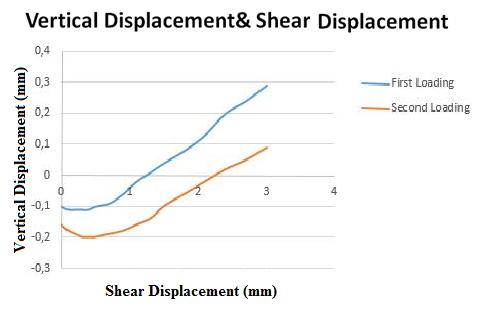 Vertical Displacement& Shear Displacement
0,4
0,3
0,2
0,1
0
-0,1
-0,2
-0,3
0 1 2 3 4
Vertical Displacement (mm)
Shear Displacement (mm)
First Loading
Second Loading